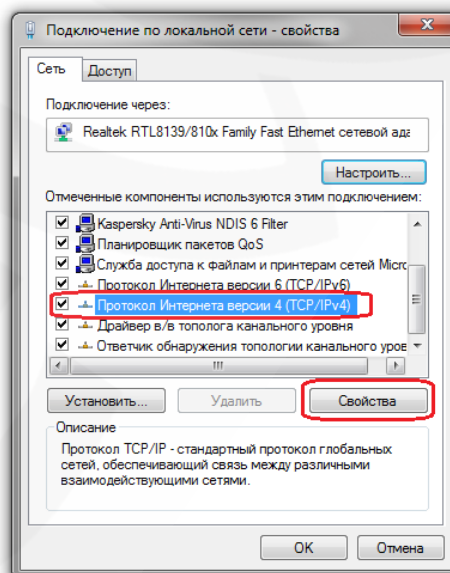 Подключение по локальной сети - свойства
Сеть Доступ
Подключение через:
Realtek RTL8139/810x Family Fast Ethernet сетевой ада
Настроить...
Отмеченные компоненты используются этим подключением:
Kaspersky Anti-Virus NDIS 6 Filter
Планировщик пакетов QoS
Служба доступа к файлам и принтерам сетей Micro
Протокол Интернета версии 6 (TCP/IPv6)
Протокол Интернета версии 4 (TCP/IPv4)
Драйвер в/в тополога канального уровня
Ответчик обнаружения топологии канального уров
Установить... Удалить Свойства
Описание
Протокол TCP/IP - стандартный протокол глобальных
сетей, обеспечивающий связь между различными
взаимодействующими сетями.
OK Отмена